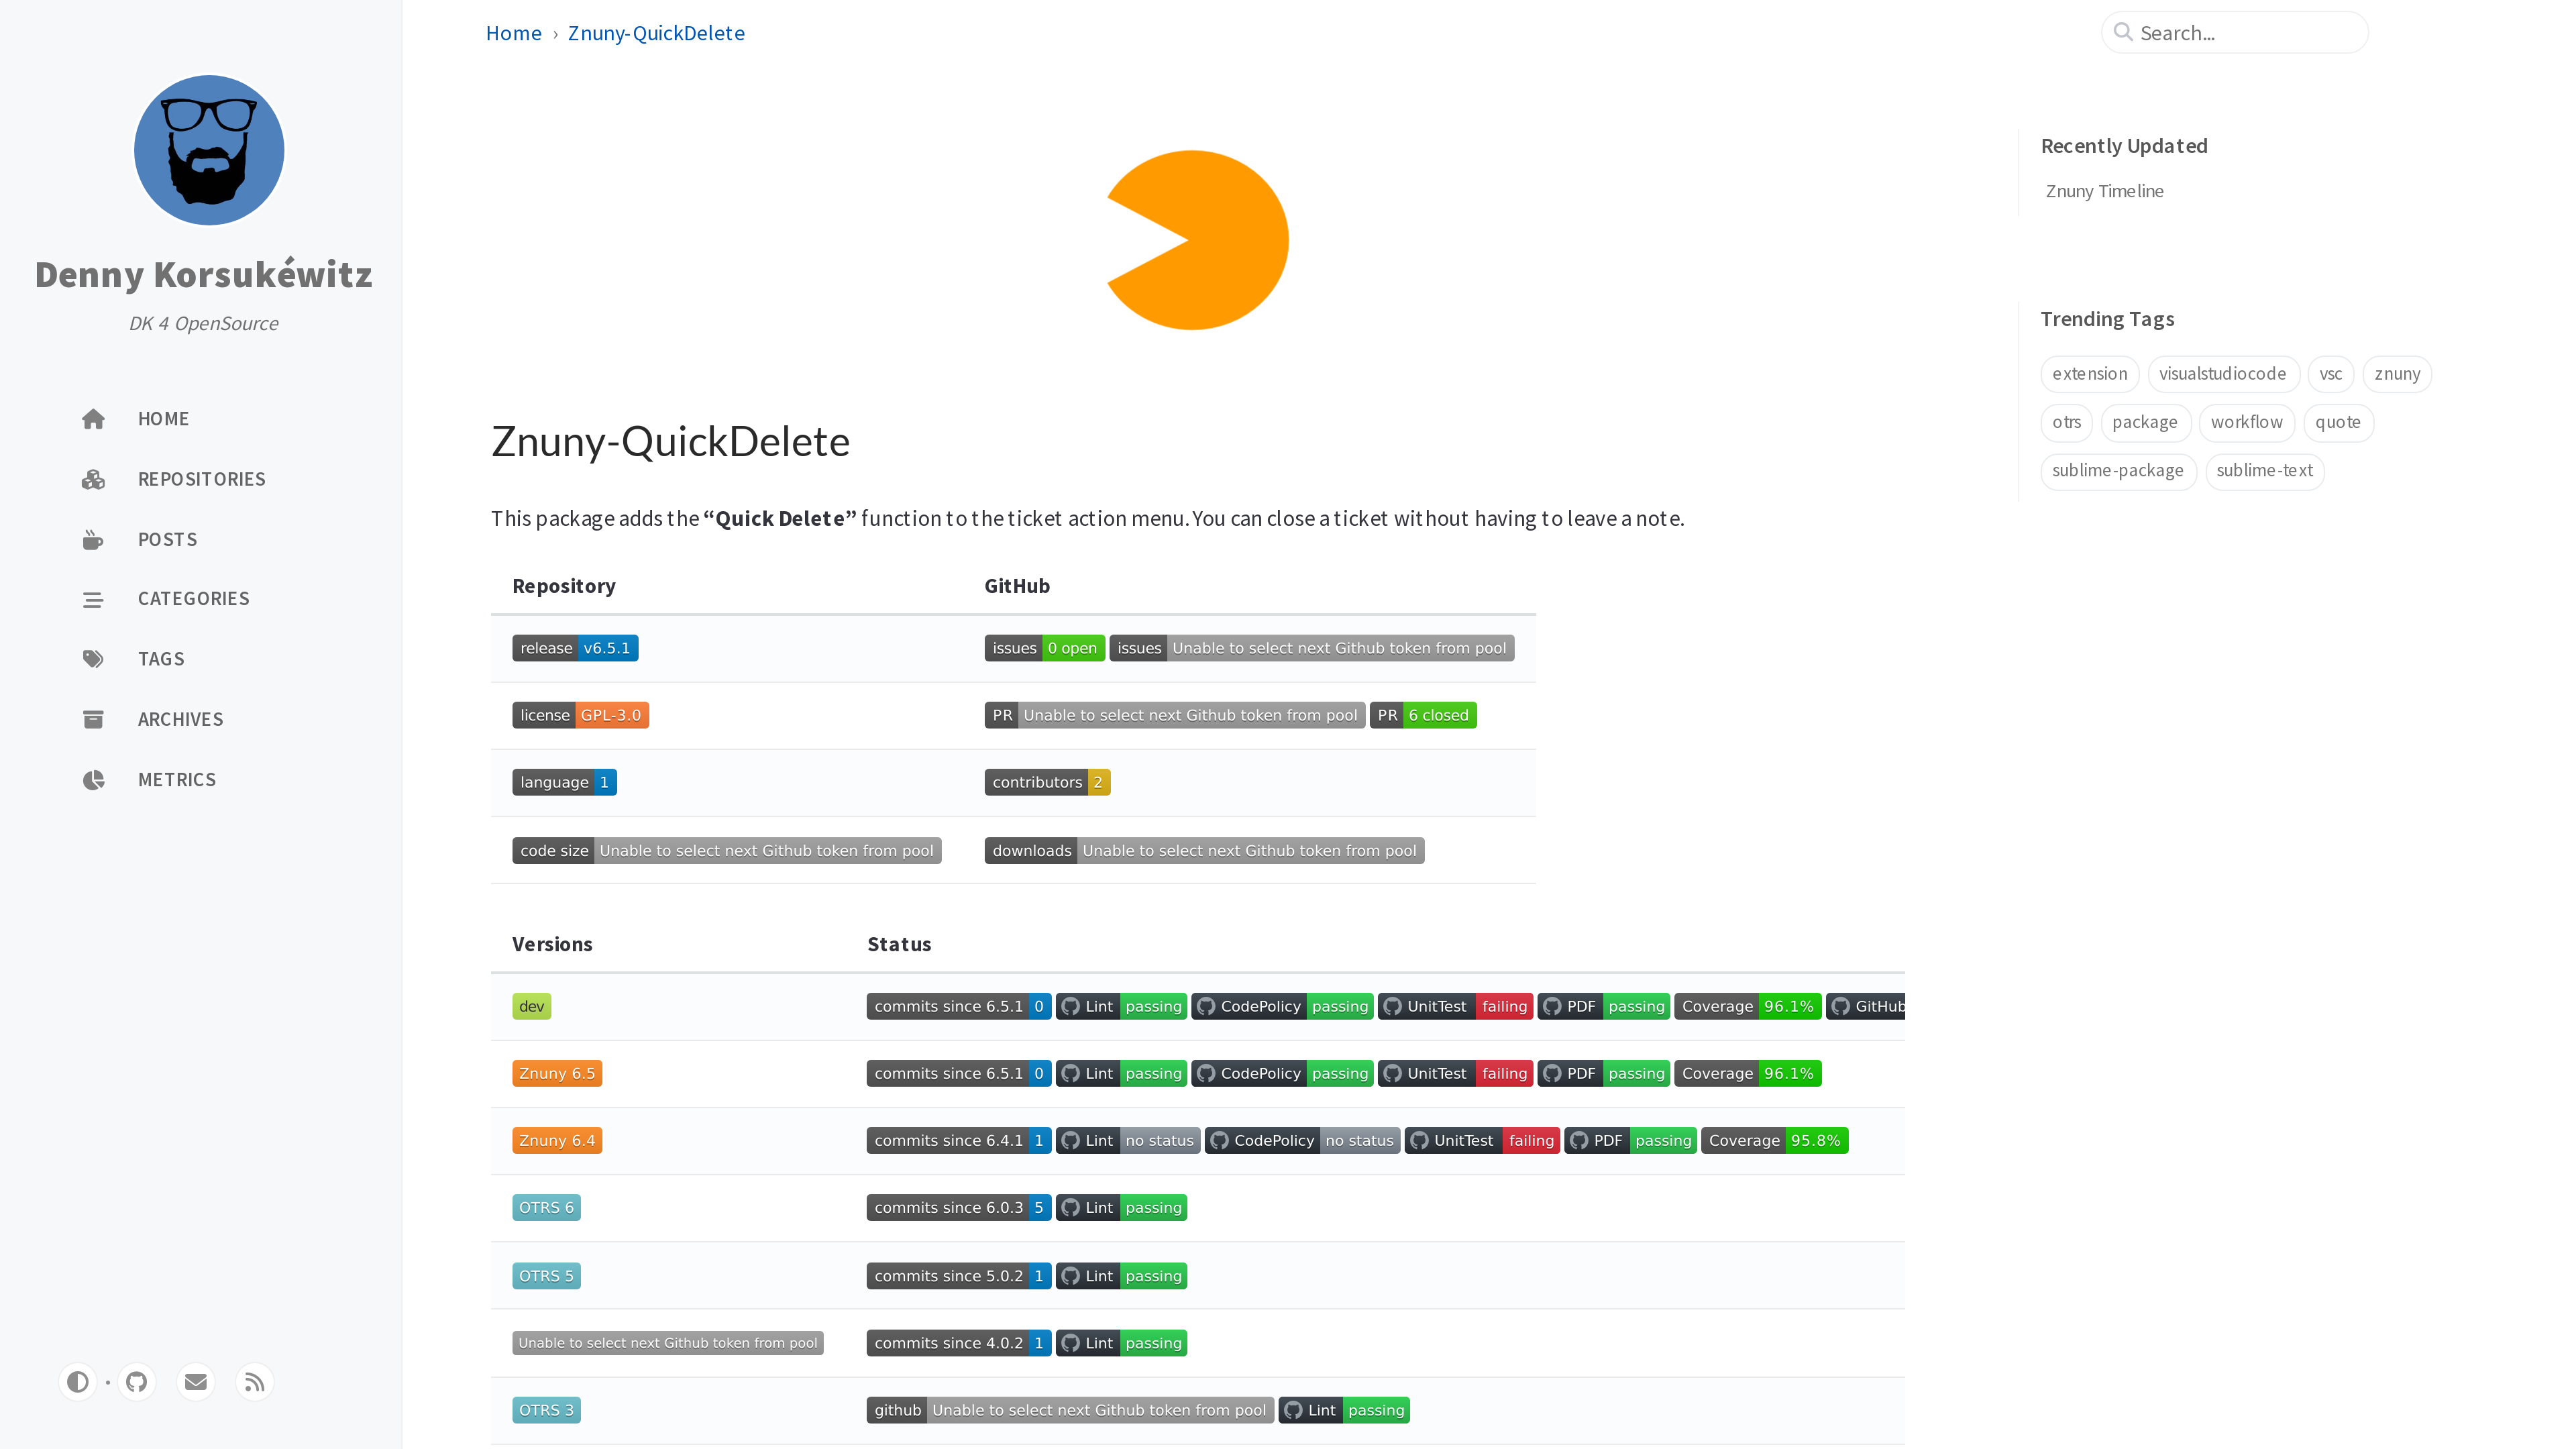 Home › Znuny-QuickDelete
Search...
Denny Korsukéwitz
DK 4 OpenSource
HOME
REPOSITORIES
POSTS
CATEGORIES
TAGS
ARCHIVES
METRICS
Znuny-QuickDelete
This package adds the “Quick Delete” function to the ticket action menu. You can close a ticket without having to leave a note.
Repository GitHub
release v6.5.1 issues 0 open issues Unable to select next Github token from pool
license GPL-3.0 PR Unable to select next Github token from pool PR 6 closed
language 1 contributors 2
code size Unable to select next Github token from pool downloads Unable to select next Github token from pool
Versions Status
dev commits since 6.5.1 0 Lint passing CodePolicy passing UnitTest failing PDF passing Coverage 96.1% GitHub
Znuny 6.5 commits since 6.5.1 0 Lint passing CodePolicy passing UnitTest failing PDF passing Coverage 96.1%
Znuny 6.4 commits since 6.4.1 1 Lint no status CodePolicy no status UnitTest failing PDF passing Coverage 95.8%
OTRS 6 commits since 6.0.3 5 Lint passing
OTRS 5 commits since 5.0.2 1 Lint passing
Unable to select next Github token from pool commits since 4.0.2 1 Lint passing
OTRS 3 github Unable to select next Github token from pool Lint passing
Recently Updated
Znuny Timeline
Trending Tags
extension visualstudiocode vsc znuny
otrs package workflow quote
sublime-package sublime-text